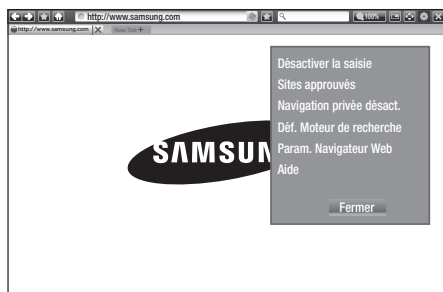 http://www.samsung.com
100%
http://www.samsung.com
New Tab
Désactiver la saisie
Sites approuvés
Navigation privée désact.
Déf. Moteur de recherche
Param. Navigateur Web
Aide
SAMSUN
Fermer